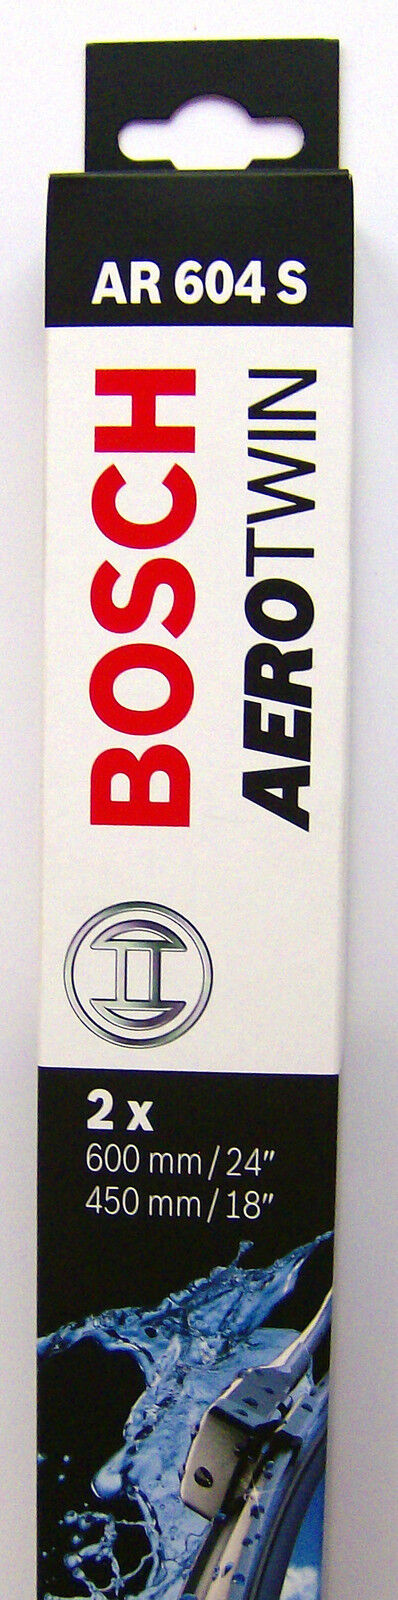 AR 604 S
BOSCH
AEROTWIN
2 x
600 mm / 24"
450 mm / 18"